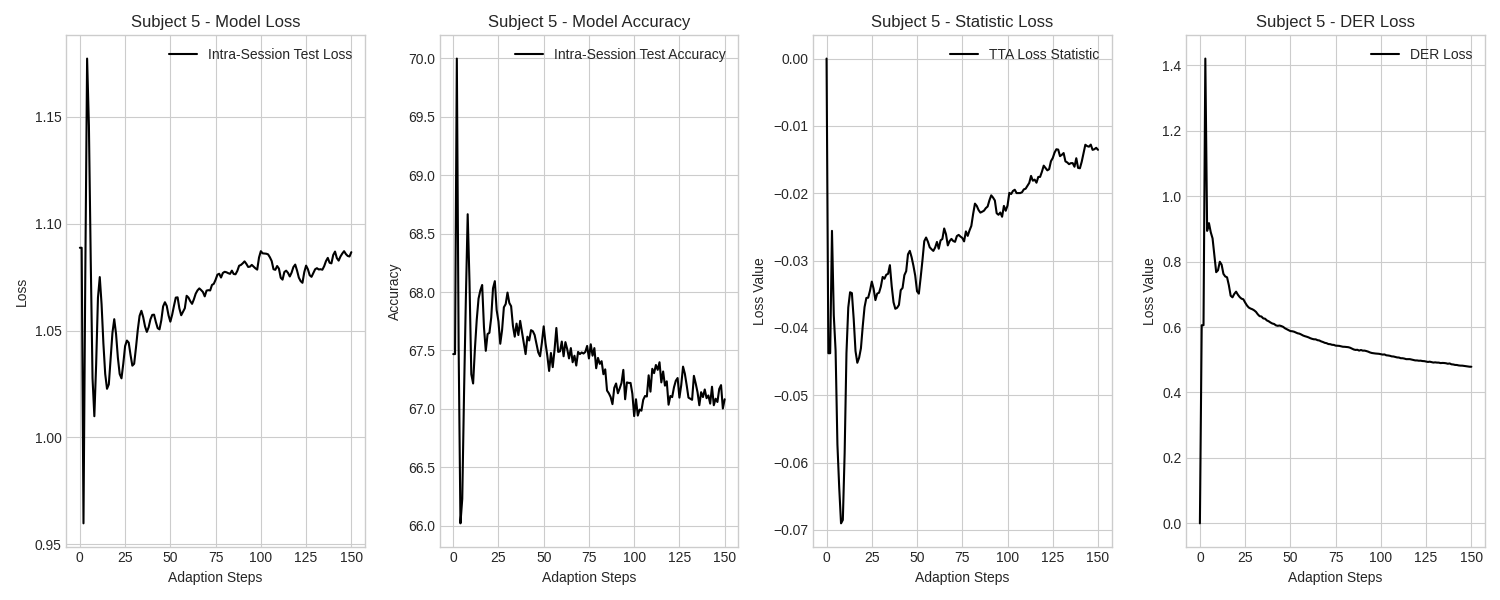 Subject 5 - Model Loss
Intra-Session Test Loss
1.15
1.10
1.05
1.00
0.95
Loss
0 25 50 75 100 125 150
Adaption Steps
Subject 5 - Model Accuracy
Intra-Session Test Accuracy
70.0
69.5
69.0
68.5
68.0
67.5
67.0
66.5
66.0
Accuracy
0 25 50 75 100 125 150
Adaption Steps
Subject 5 - Statistic Loss
TTA Loss Statistic
0.00
−0.01
−0.02
−0.03
−0.04
−0.05
−0.06
−0.07
Loss Value
0 25 50 75 100 125 150
Adaption Steps
Subject 5 - DER Loss
DER Loss
1.4
1.2
1.0
0.8
0.6
0.4
0.2
0.0
Loss Value
0 25 50 75 100 125 150
Adaption Steps